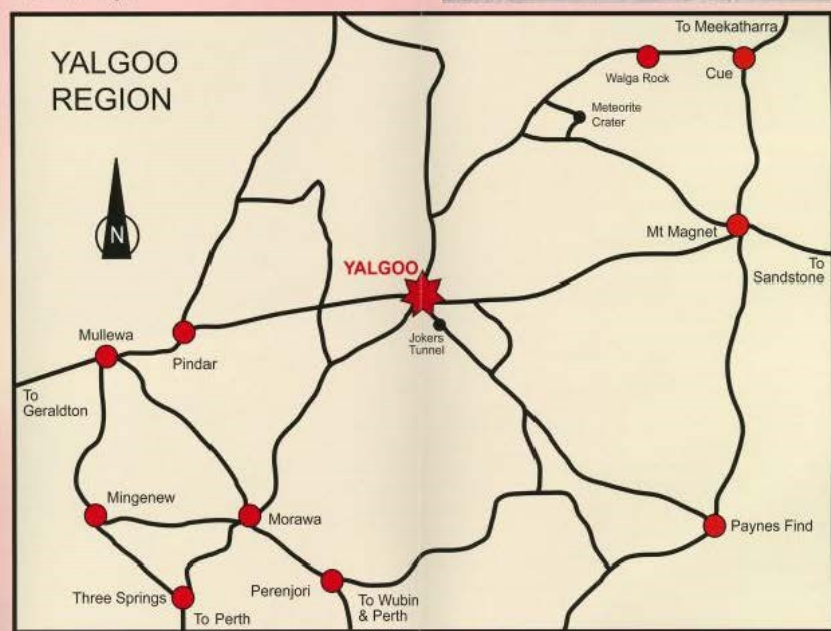 YALGOO
REGION
To Meekatharra
Walga Rock
Cue
Meteorite
Crater
N
Mt Magnet
To
Sandstone
YALGOO
Jokers
Tunnel
Mullewa
Pindar
To
Geraldton
Mingenew
Morawa
Paynes Find
Three Springs
To Perth
Perenjori
To Wubin
& Perth